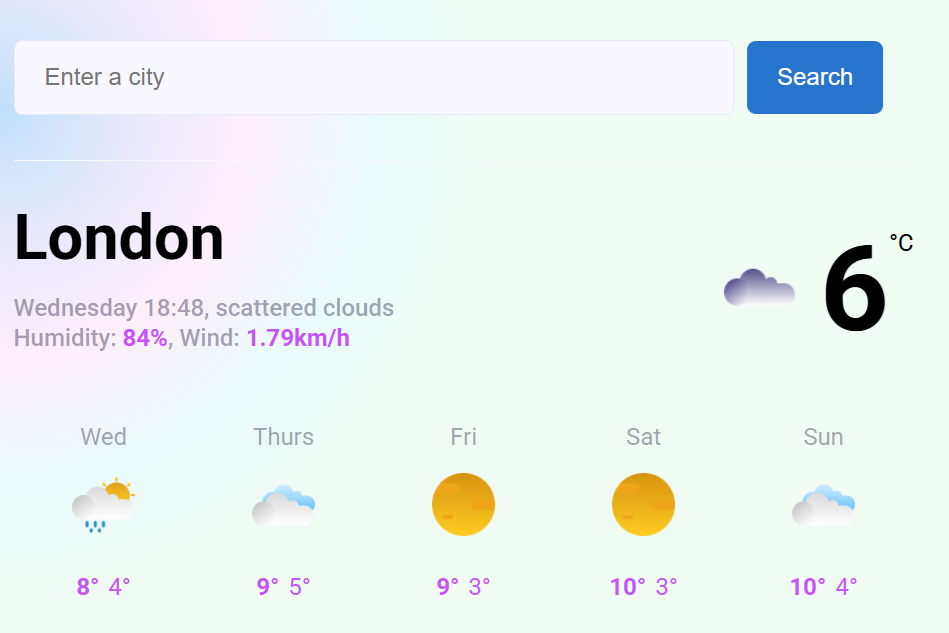 Enter a city
Search
London
°C
6
Wednesday 18:48, scattered clouds
Humidity: 84%, Wind: 1.79km/h
Wed Thurs Fri Sat Sun
8° 4° 9° 5° 9° 3° 10° 3° 10° 4°